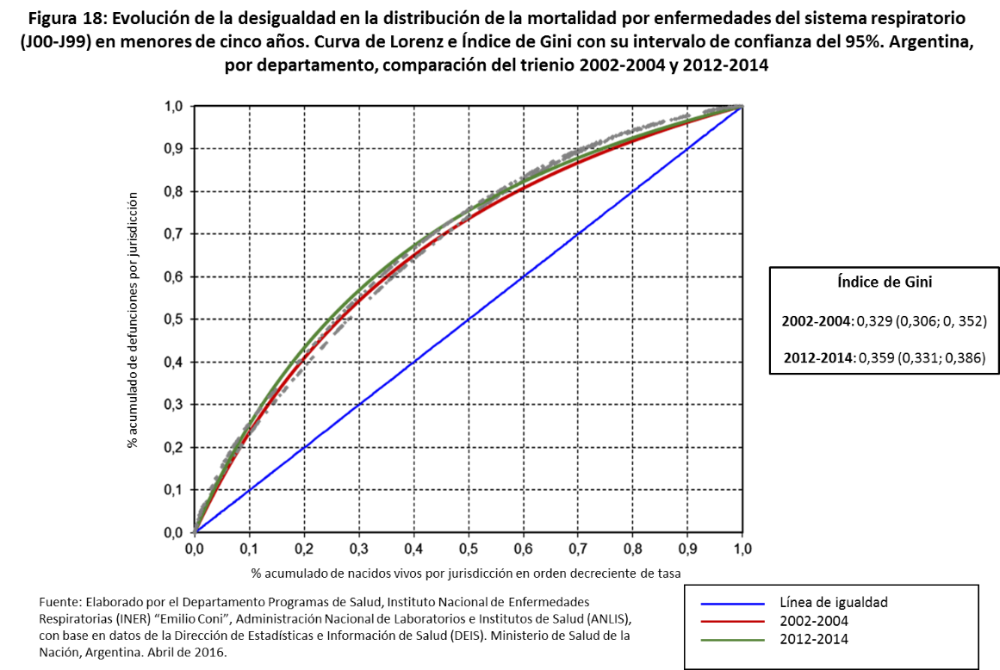 Figura 18: Evolución de la desigualdad en la distribución de la mortalidad por enfermedades del sistema respiratorio
(J00-J99) en menores de cinco años. Curva de Lorenz e Índice de Gini con su intervalo de confianza del 95%. Argentina,
por departamento, comparación del trienio 2002-2004 y 2012-2014
% acumulado de defunciones por jurisdicción
1,0
0,9
0,8
0,7
0,6
0,5
0,4
0,3
0,2
0,1
0,0
0,0 0,1 0,2 0,3 0,4 0,5 0,6 0,7 0,8 0,9 1,0
% acumulado de nacidos vivos por jurisdicción en orden decreciente de tasa
Índice de Gini
2002-2004: 0,329 (0,306; 0, 352)
2012-2014: 0,359 (0,331; 0,386)
Fuente: Elaborado por el Departamento Programas de Salud, Instituto Nacional de Enfermedades
Respiratorias (INER) “Emilio Coni”, Administración Nacional de Laboratorios e Institutos de Salud (ANLIS),
con base en datos de la Dirección de Estadísticas e Información de Salud (DEIS). Ministerio de Salud de la
Nación, Argentina. Abril de 2016.
Línea de igualdad
2002-2004
2012-2014